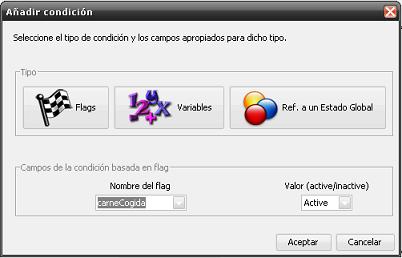 Añadir condición
Seleccione el tipo de condición y los campos apropiados para dicho tipo.
Tipo
Flags
Variables
Ref. a un Estado Global
Campos de la condición basada en flag
Nombre del flag
Valor (active/inactive)
carneCogida
Active
Aceptar
Cancelar